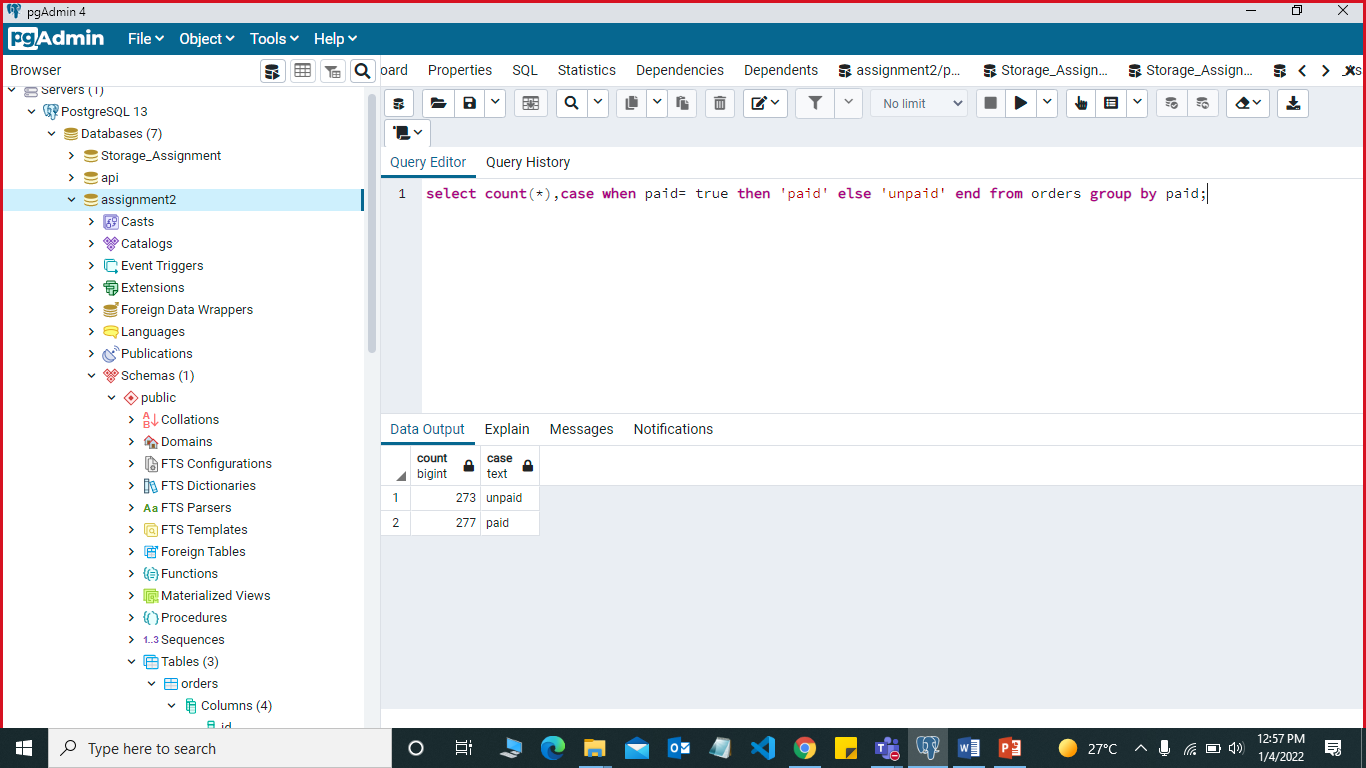 pgAdmin 4
pgAdmin File Object Tools Help
Browser
oard Properties SQL Statistics Dependencies Dependents assignment2/p... Storage_Assign... Storage_Assign...
Servers (1)
PostgreSQL 13
Databases (7)
Storage_Assignment
api
assignment2
Casts
Catalogs
Event Triggers
Extensions
Foreign Data Wrappers
Languages
Publications
Schemas (1)
public
Collations
Domains
FTS Configurations
FTS Dictionaries
FTS Parsers
FTS Templates
Foreign Tables
Functions
Materialized Views
Procedures
1..3 Sequences
Tables (3)
orders
Columns (4)
id
No limit
Query Editor Query History
1 select count(*),case when paid= true then 'paid' else 'unpaid' end from orders group by paid;
Data Output Explain Messages Notifications
count case
bigint text
1 273 unpaid
2 277 paid
Type here to search
27°C
12:57 PM
1/4/2022